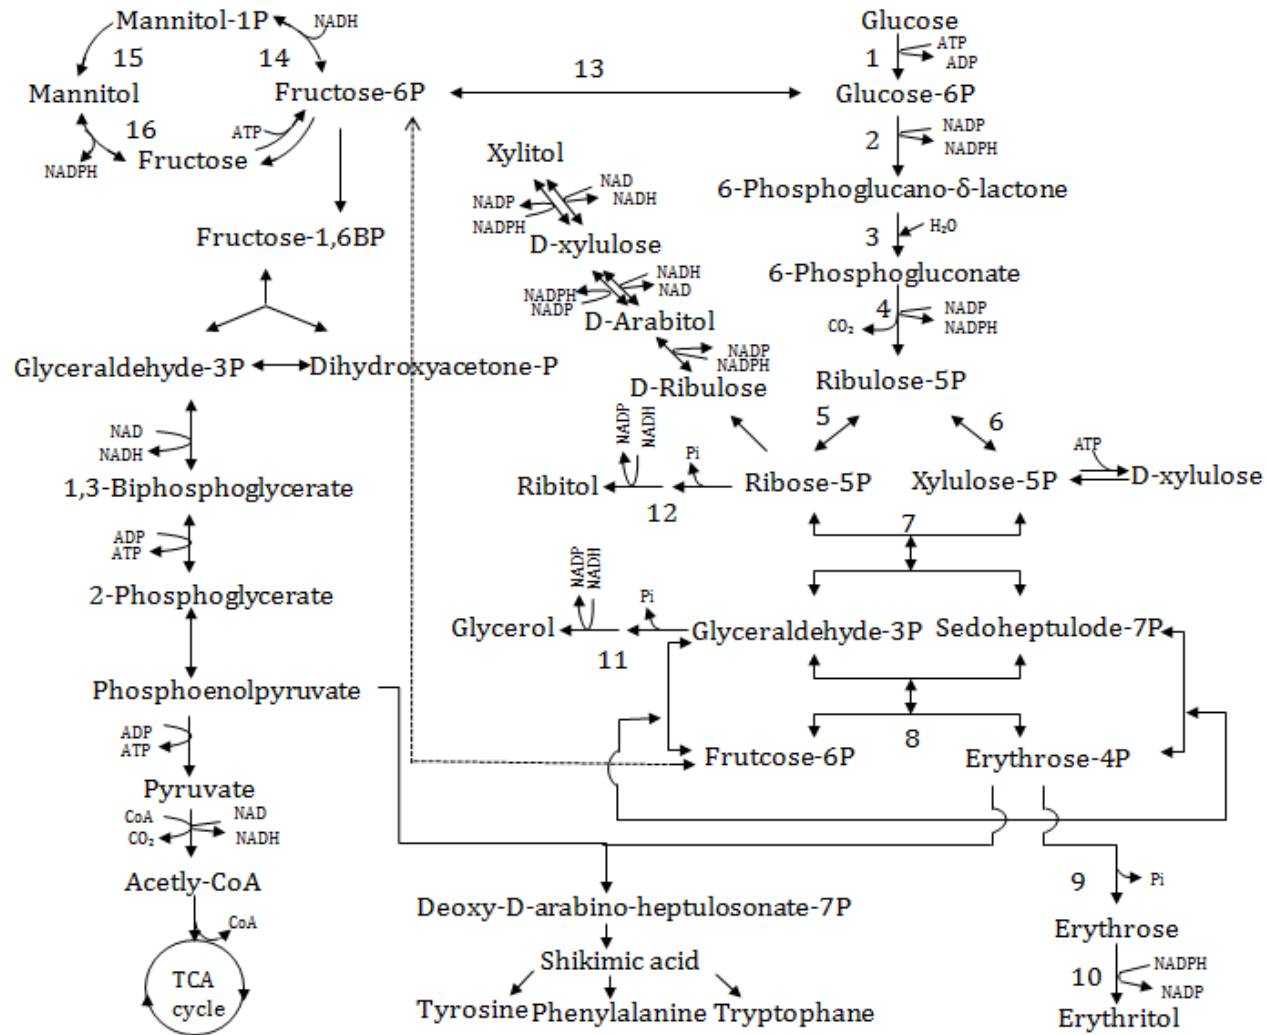 Mannitol-1P
NADH
Glucose
15
14
13
1
ATP
ADP
Mannitol
Fructose-6P
Glucose-6P
16
ATP
NADPH
Fructose
2
NADP
NADPH
Xylitol
NAD
NADH
NADP
NADPH
6-Phosphoglucano-δ-lactone
Fructose-1,6BP
D-xylulose
3
H₂O
6-Phosphogluconate
NADH
NAD
NADPH
NADP
4
NADP
NADPH
CO₂
D-Arabitol
NADP
NADPH
Glyceraldehyde-3P
Dihydroxyacetone-P
D-Ribulose
Ribulose-5P
5
6
NAD
NADH
NADP
NADH
Pi
ATP
1,3-Biphosphoglycerate
Ribitol
12
Ribose-5P
Xylulose-5P
D-xylulose
7
ADP
ATP
NADP
NADH
Pi
2-Phosphoglycerate
Glycerol
11
Glyceraldehyde-3P
Sedoheptulode-7P
Phosphoenolpyruvate
ADP
ATP
8
Frutcose-6P
Erythrose-4P
Pyruvate
CoA
CO₂
NAD
NADH
Acetly-CoA
9
Pi
CoA
Deoxy-D-arabino-heptulosonate-7P
Erythrose
TCA
cycle
Shikimic acid
10
NADPH
NADP
Tyrosine
Phenylalanine
Tryptophane
Erythritol